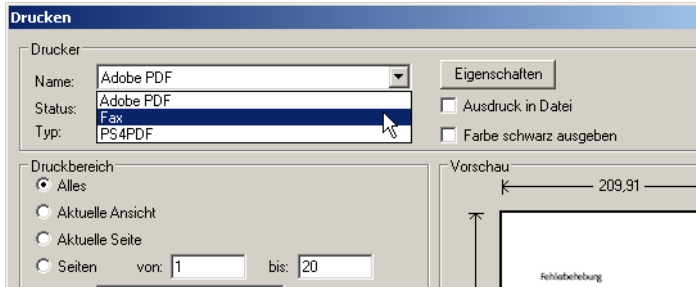 Drucken
Drucker
Name: Adobe PDF Eigenschaften
Status: Adobe PDF Ausdruck in Datei
Fax
Typ: PS4PDF Farbe schwarz ausgeben
Druckbereich
Alles
Aktuelle Ansicht
Aktuelle Seite
Seiten von: 1 bis: 20
Vorschau
209,91
Fehlerbehebung